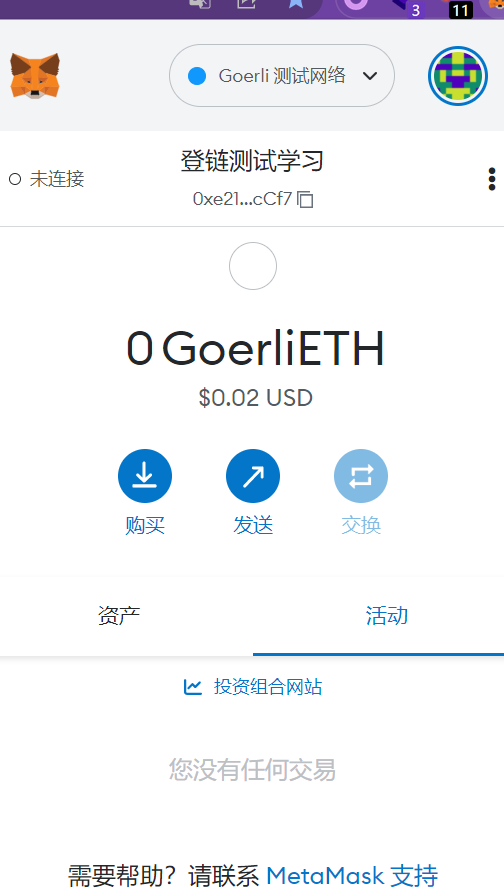 3
11
Goerli 测试网络
未连接
登链测试学习
0xe21...cCf7
0 GoerliETH
$0.02 USD
购买
发送
交换
资产
活动
投资组合网站
您没有任何交易
需要帮助？请联系 MetaMask 支持